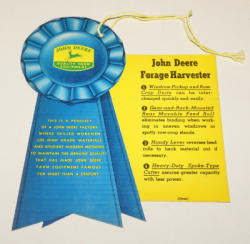 JOHN DEERE
QUALITY FARM
EQUIPMENT
THIS IS A PRODUCT
OF A JOHN DEERE FACTORY
WHERE SKILLED WORKMEN
USE HIGH GRADE MATERIALS
AND EFFICIENT MODERN METHODS
TO MAINTAIN THE GENUINE QUALITY
THAT HAS MADE JOHN DEERE
FARM EQUIPMENT FAMOUS
FOR MORE THAN A CENTURY
John Deere
Forage Harvester
1 Window-Pickup and Row-
Crop Units can be inter-
changed quickly and easily.
2 Gear-and-Rock-Mounted
Rear Movable Feed Roll
eliminates bunching when work-
ing in uneven windrows or
spotty row-crop stands.
3 Handy Lever reverses feed
rolls to back material out if
necessary.
4 Heavy-Duty Spoke-Type
Cutter assures greater capacity
with less power.